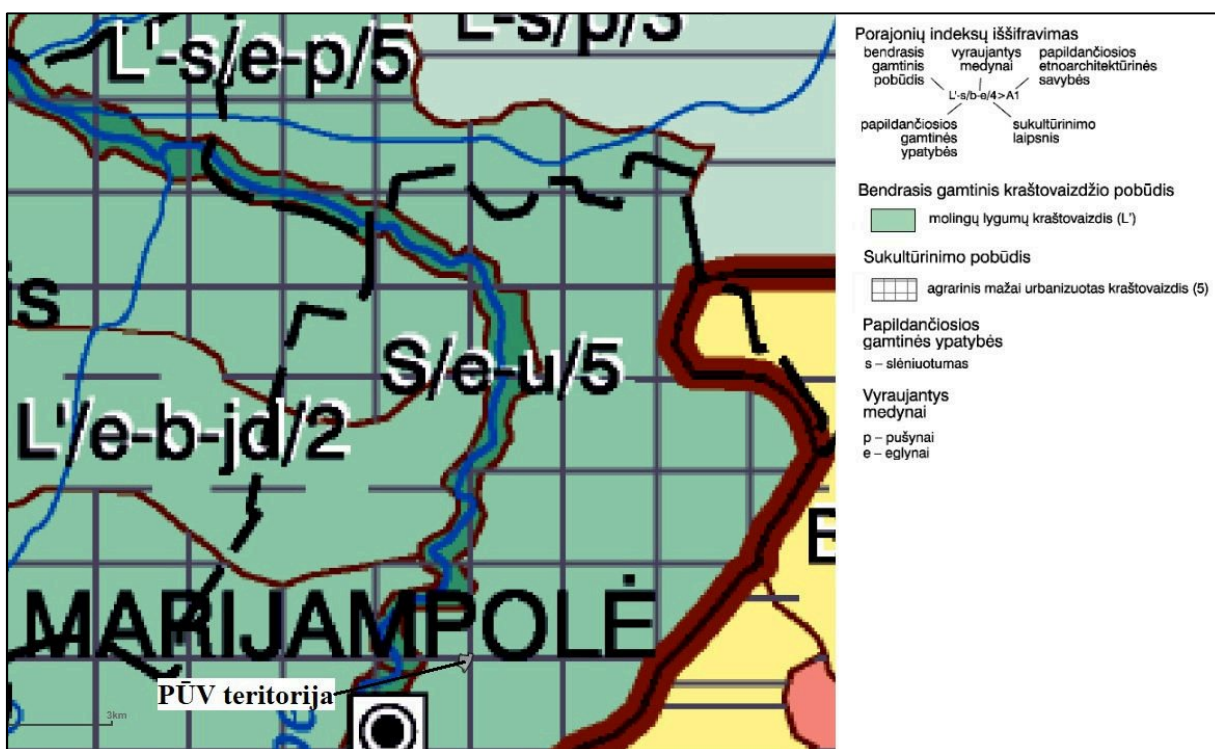 L'-s/e-p/5
L-s/p/3
is
S/e-u/5
L'/e-b-jd/2
MARIJAMPOLĖ
PŪV teritorija
3km
Porajonių indeksų iššifravimas
bendrasis gamtinis pobūdis
vyraujantys medynai
papildančiosios etnoarchitektūrinės savybės
L'-s/b-e/4>A1
papildančiosios gamtinės ypatybės
sukultūrinimo laipsnis
Bendrasis gamtinis kraštovaizdžio pobūdis
molingų lygumų kraštovaizdis (L')
Sukultūrinimo pobūdis
agrarinis mažai urbanizuotas kraštovaizdis (5)
Papildančiosios
gamtinės ypatybės
s – slėniuotumas
Vyraujantys
medynai
p – pušynai
e – eglynai